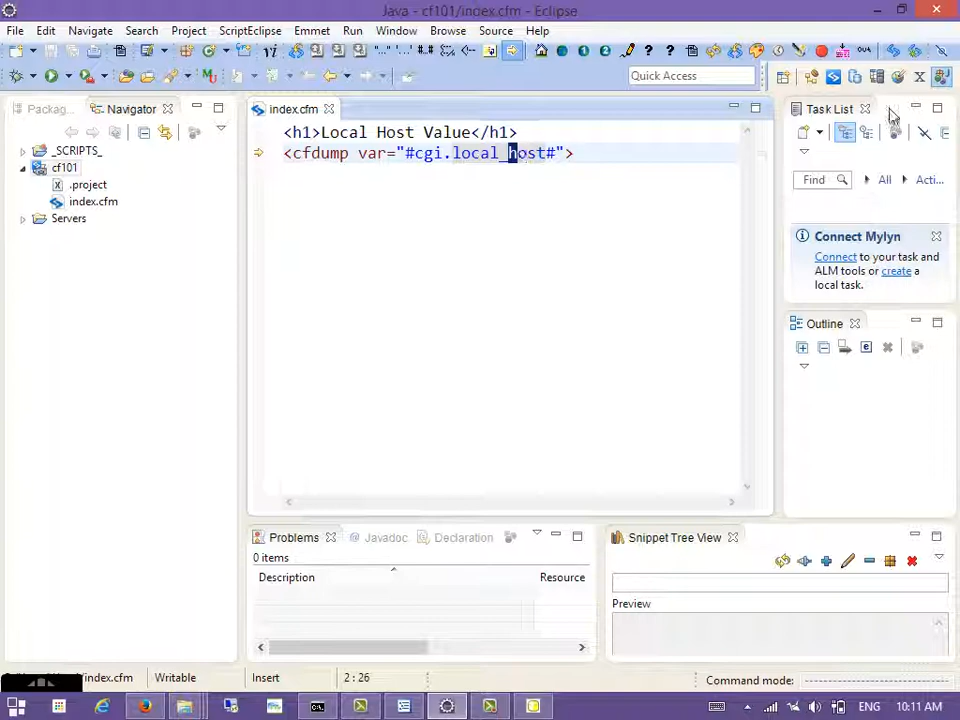 Java - cf101/index.cfm - Eclipse
File Edit Navigate Search Project ScriptEclipse Emmet Run Window Browse Source Help
Quick Access
Packag...
Navigator
_SCRIPTS_
cf101
.project
index.cfm
Servers
index.cfm
<h1>Local Host Value</h1>
<cfdump var="#cgi.local_host#">
Task List
Find
All
Acti...
Connect Mylyn
Connect to your task and
ALM tools or create a
local task.
Outline
Problems
Javadoc
Declaration
0 items
Description Resource
Snippet Tree View
Preview
/index.cfm
Writable
Insert
2 : 26
Command mode:
ENG
10:11 AM